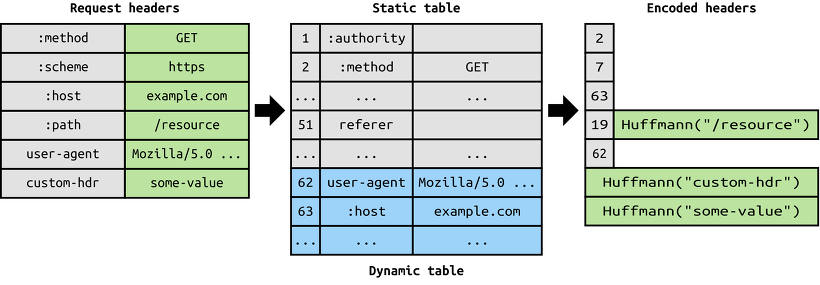 Request headers
:method GET
:scheme https
:host example.com
:path /resource
user-agent Mozilla/5.0 ...
custom-hdr some-value
Static table
1 :authority
2 :method GET
... ... ...
51 referer
... ... ...
62 user-agent Mozilla/5.0 ...
63 :host example.com
... ... ...
Dynamic table
Encoded headers
2
7
63
19 Huffmann("/resource")
62
Huffmann("custom-hdr")
Huffmann("some-value")